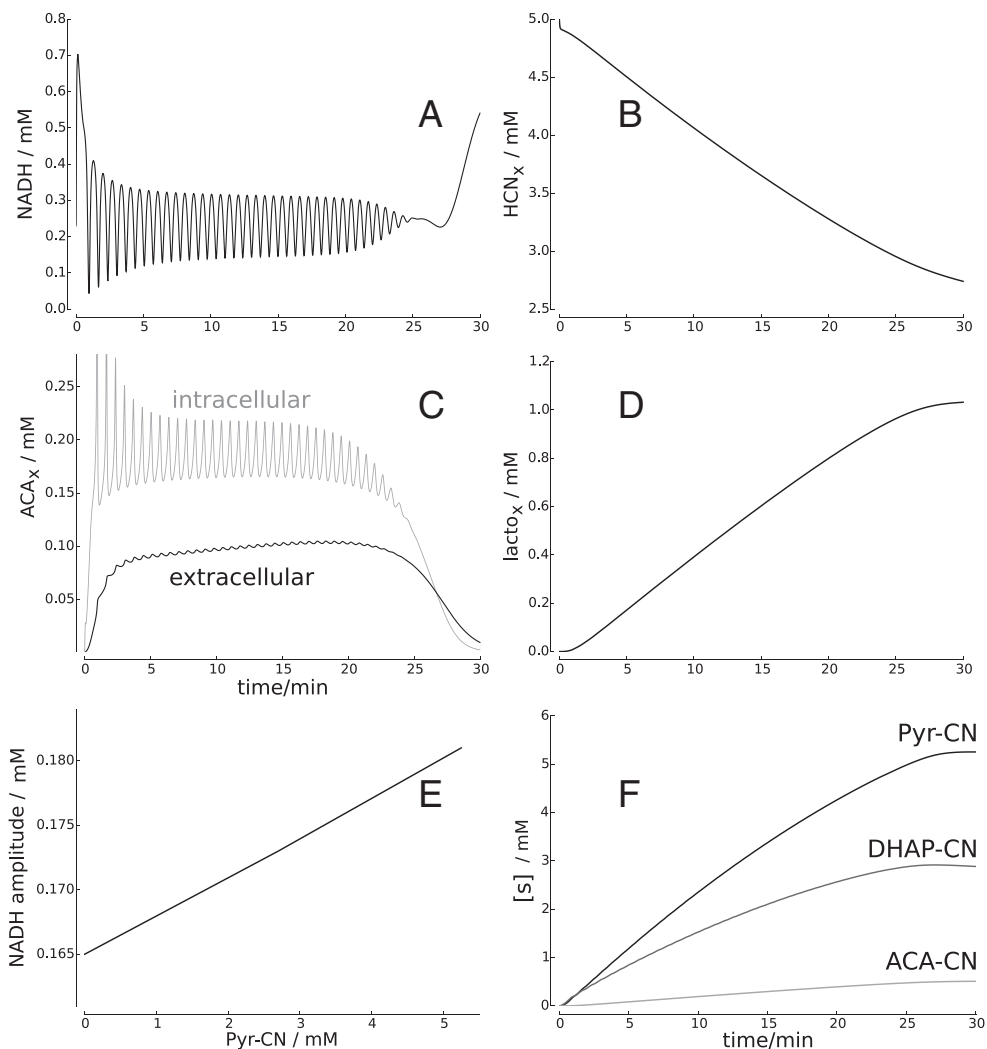 A
NADH / mM
0.8
0.7
0.6
0.5
0.4
0.3
0.2
0.1
0.0
0 5 10 15 20 25 30
B
HCNx / mM
5.0
4.5
4.0
3.5
3.0
2.5
0 5 10 15 20 25 30
C
intracellular
extracellular
ACAx / mM
0.25
0.20
0.15
0.10
0.05
0 5 10 15 20 25 30
time/min
D
lactox / mM
1.2
1.0
0.8
0.6
0.4
0.2
0.0
0 5 10 15 20 25 30
E
NADH amplitude / mM
0.180
0.175
0.170
0.165
0 1 2 3 4 5
Pyr-CN / mM
F
Pyr-CN
DHAP-CN
ACA-CN
[s] / mM
6
5
4
3
2
1
0
0 5 10 15 20 25 30
time/min